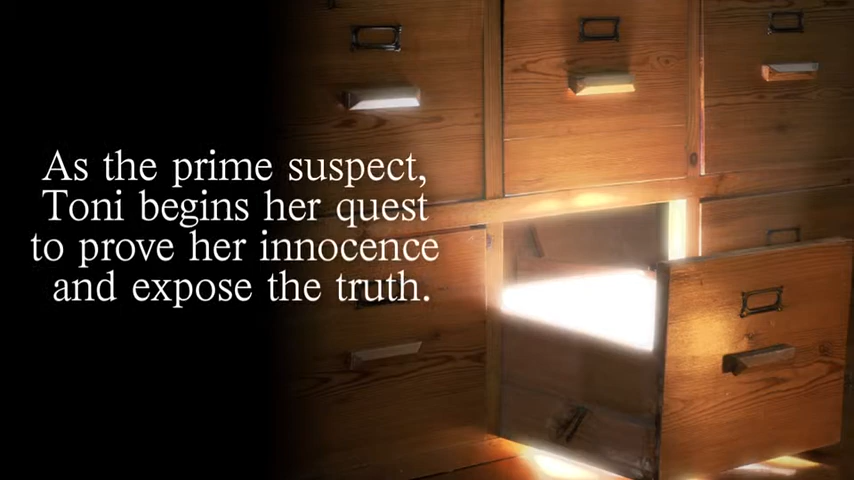 As the prime suspect,
Toni begins her quest
to prove her innocence
and expose the truth.